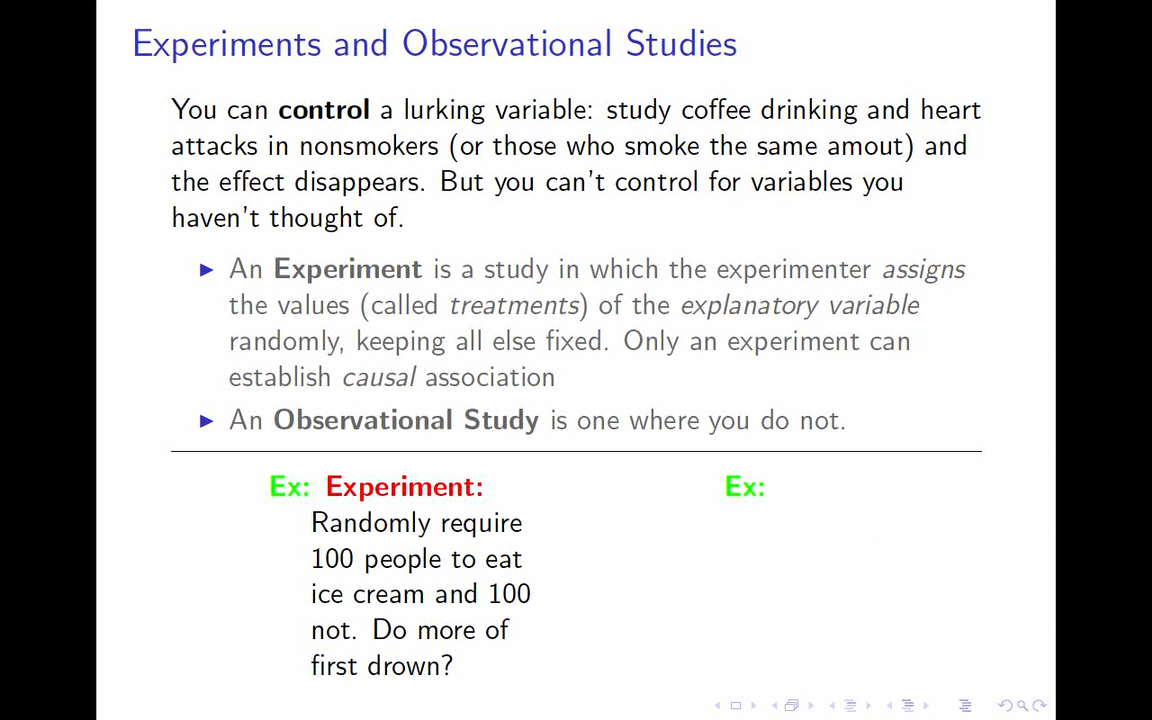 Experiments and Observational Studies
You can control a lurking variable: study coffee drinking and heart
attacks in nonsmokers (or those who smoke the same amout) and
the effect disappears. But you can't control for variables you
haven't thought of.
An Experiment is a study in which the experimenter assigns
the values (called treatments) of the explanatory variable
randomly, keeping all else fixed. Only an experiment can
establish causal association
An Observational Study is one where you do not.
Ex: Experiment:
Randomly require
100 people to eat
ice cream and 100
not. Do more of
first drown?
Ex: